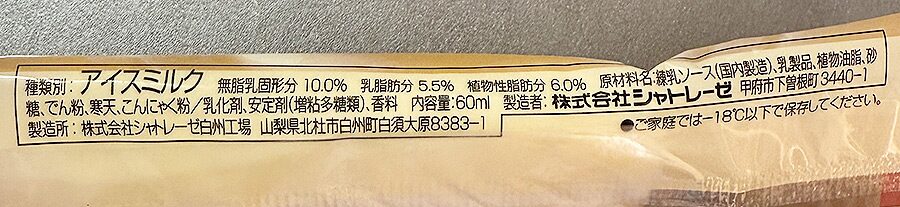 種類別：アイスミルク 無脂乳固形分 10.0% 乳脂肪分 5.5% 植物性脂肪分 6.0% 原材料名：練乳ソース(国内製造)、乳製品、植物油脂、砂
糖、でん粉、寒天、こんにゃく粉／乳化剤、安定剤(増粘多糖類)、香料 内容量：60ml 製造者：株式会社シャトレーゼ 甲府市下曽根町3440-1
製造所：株式会社シャトレーゼ白州工場 山梨県北杜市白州町白須大原8383-1
●ご家庭では−18℃以下で保存してください。